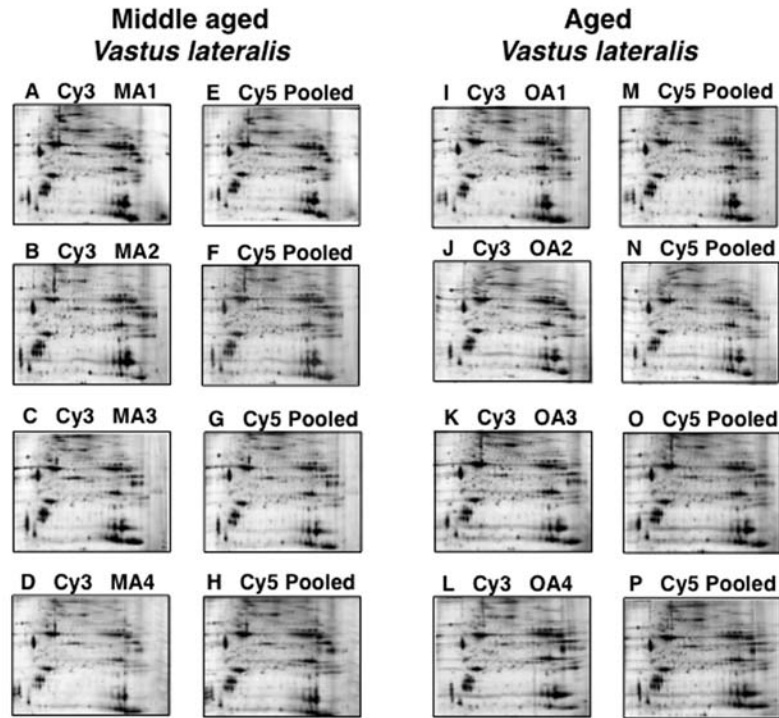 Middle aged
Vastus lateralis
Aged
Vastus lateralis
A Cy3 MA1
E Cy5 Pooled
I Cy3 OA1
M Cy5 Pooled
B Cy3 MA2
F Cy5 Pooled
J Cy3 OA2
N Cy5 Pooled
C Cy3 MA3
G Cy5 Pooled
K Cy3 OA3
O Cy5 Pooled
D Cy3 MA4
H Cy5 Pooled
L Cy3 OA4
P Cy5 Pooled